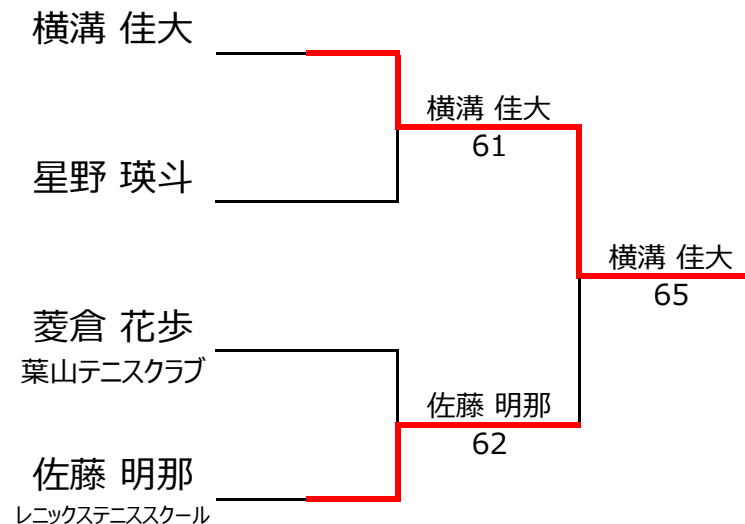 横溝 佳大
横溝 佳大
61
星野 瑛斗
横溝 佳大
65
菱倉 花歩
葉山テニスクラブ
佐藤 明那
62
佐藤 明那
レニックステニススクール